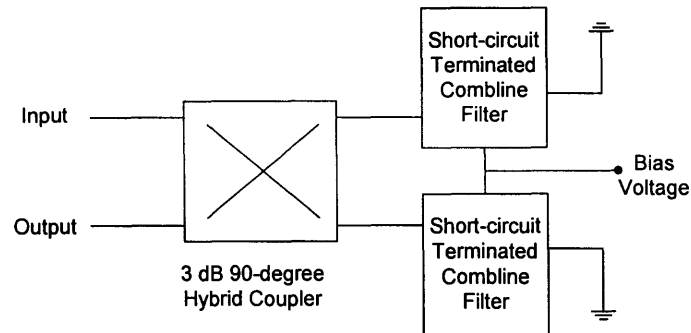 Short-circuit
Terminated
Combline
Filter
Input
Bias
Voltage
Output
Short-circuit
Terminated
Combline
Filter
3 dB 90-degree
Hybrid Coupler